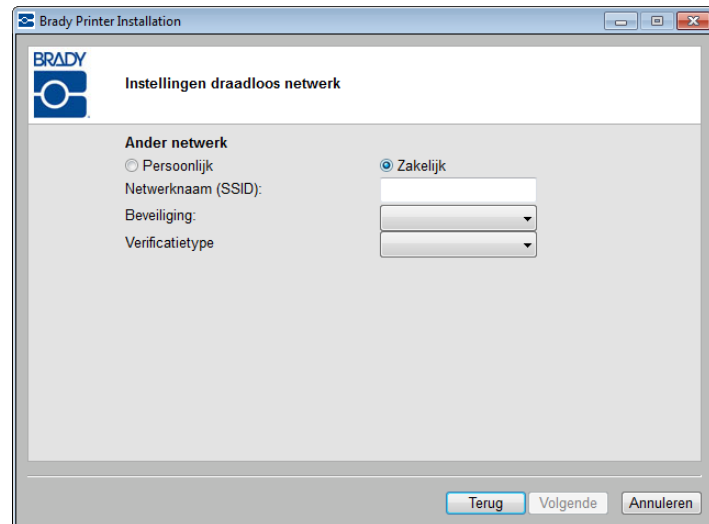 Brady Printer Installation
BRADY
Instellingen draadloos netwerk
Ander netwerk
Persoonlijk
Zakelijk
Netwerknaam (SSID):
Beveiliging:
Verificatietype
Terug
Volgende
Annuleren